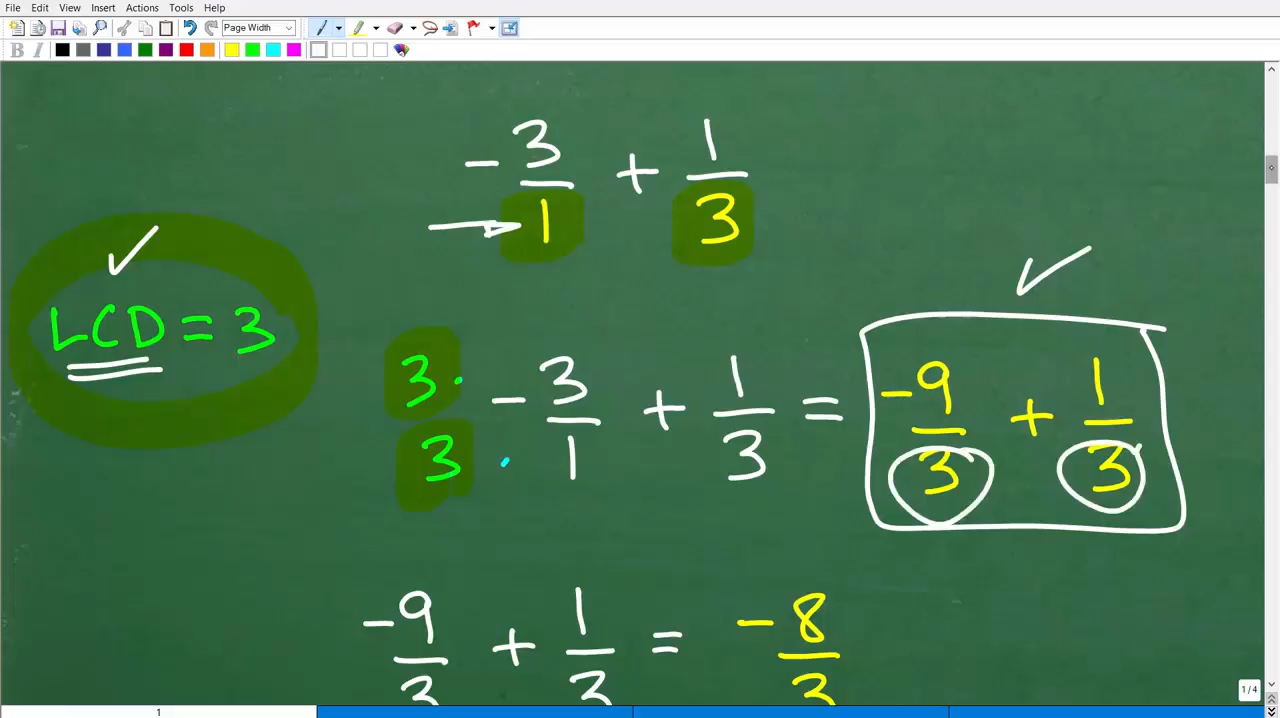 File Edit View Insert Actions Tools Help
Page Width
B I
-3/1 + 1/3
LCD = 3
3· -3/1 + 1/3 = -9/3 + 1/3
3 ·
-9/3 + 1/3 = -8/3
1/4
1